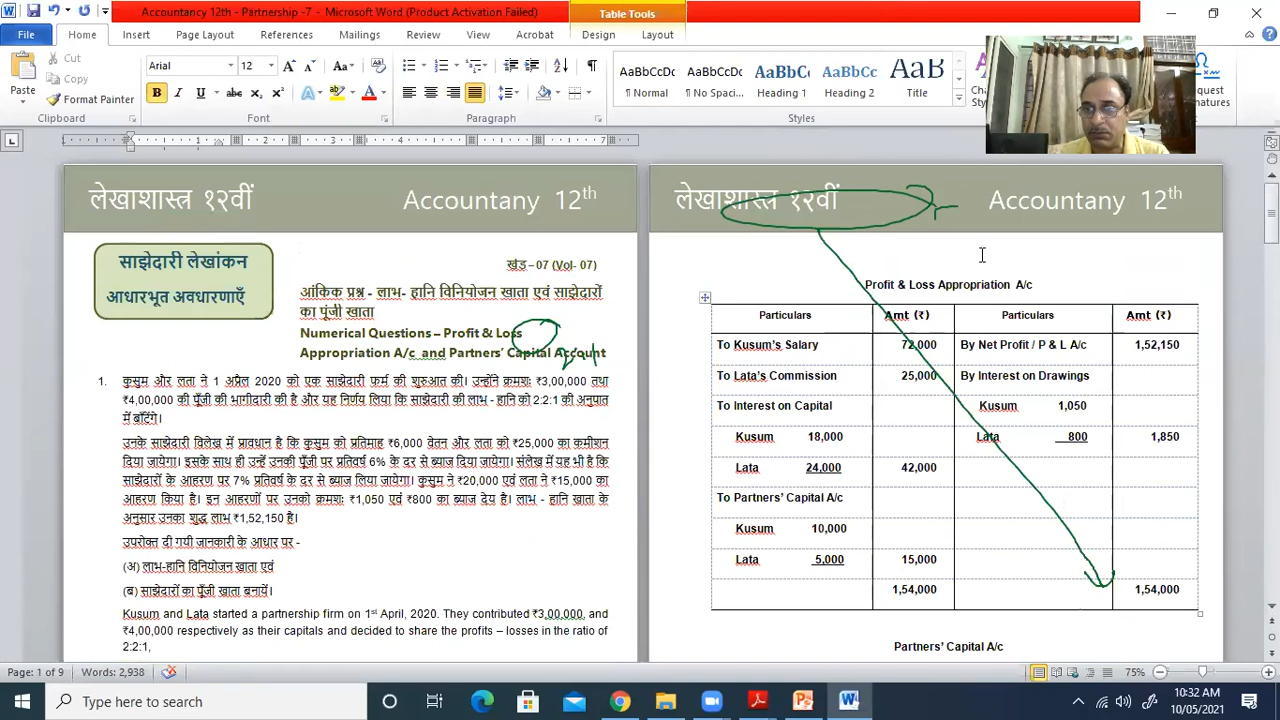 Accountancy 12th - Partnership -7 - Microsoft Word (Product Activation Failed)
Table Tools
File Home Insert Page Layout References Mailings Review View Acrobat Design Layout
Paste
Cut
Copy
Format Painter
Clipboard
Arial 12
Font
Paragraph
AaBbCcDc AaBbCcDc AaBbCc AaBbCc AaB
¶ Normal ¶ No Spaci... Heading 1 Heading 2 Title
Styles
लेखाशास्त्र १२वीं Accountancy 12th
साझेदारी लेखांकन
आधारभूत अवधारणाएँ
खंड – 07 (Vol- 07)
आंकिक प्रश्न - लाभ- हानि विनियोजन खाता एवं साझेदारों
का पूंजी खाता
Numerical Questions – Profit & Loss
Appropriation A/c and Partners' Capital Account
1. कुसुम और लता ने 1 अप्रैल 2020 को एक साझेदारी फर्म की शुरुआत की। उन्होंने क्रमशः ₹3,00,000 तथा
₹4,00,000 की पूँजी की भागीदारी की है और यह निर्णय लिया कि साझेदारी की लाभ - हानि को 2:2:1 की अनुपात
में बाँटेंगे।
उनके साझेदारी विलेख में प्रावधान है कि कुसुम को प्रतिमाह ₹6,000 वेतन और लता को ₹25,000 का कमीशन
दिया जायेगा। इसके साथ ही उन्हें उनकी पूँजी पर प्रतिवर्ष 6% के दर से ब्याज दिया जायेगा। संलेख में यह भी है कि
साझेदारों के आहरण पर 7% प्रतिवर्ष के दर से ब्याज लिया जायेगा। कुसुम ने ₹20,000 एवं लता ने ₹15,000 का
आहरण किया है। इन आहरणों पर उनको क्रमशः ₹1,050 एवं ₹800 का ब्याज देय है। लाभ - हानि खाता के
अनुसार उनका शुद्ध लाभ ₹1,52,150 है।
उपरोक्त दी गयी जानकारी के आधार पर -
(अ) लाभ-हानि विनियोजन खाता एवं
(ब) साझेदारों का पूंजी खाता बनायें।
Kusum and Lata started a partnership firm on 1st April, 2020. They contributed ₹3,00,000, and
₹4,00,000 respectively as their capitals and decided to share the profits – losses in the ratio of
2:2:1,
लेखाशास्त्र १२वीं Accountancy 12th
Profit & Loss Appropriation A/c
Particulars Amt (₹) Particulars Amt (₹)
To Kusum's Salary 72,000 By Net Profit / P & L A/c 1,52,150
To Lata's Commission 25,000 By Interest on Drawings
To Interest on Capital Kusum 1,050
Kusum 18,000 Lata 800 1,850
Lata 24,000 42,000
To Partners' Capital A/c
Kusum 10,000
Lata 5,000 15,000
1,54,000 1,54,000
Partners' Capital A/c
Page: 1 of 9 Words: 2,938 75%
Type here to search
10:32 AM
10/05/2021